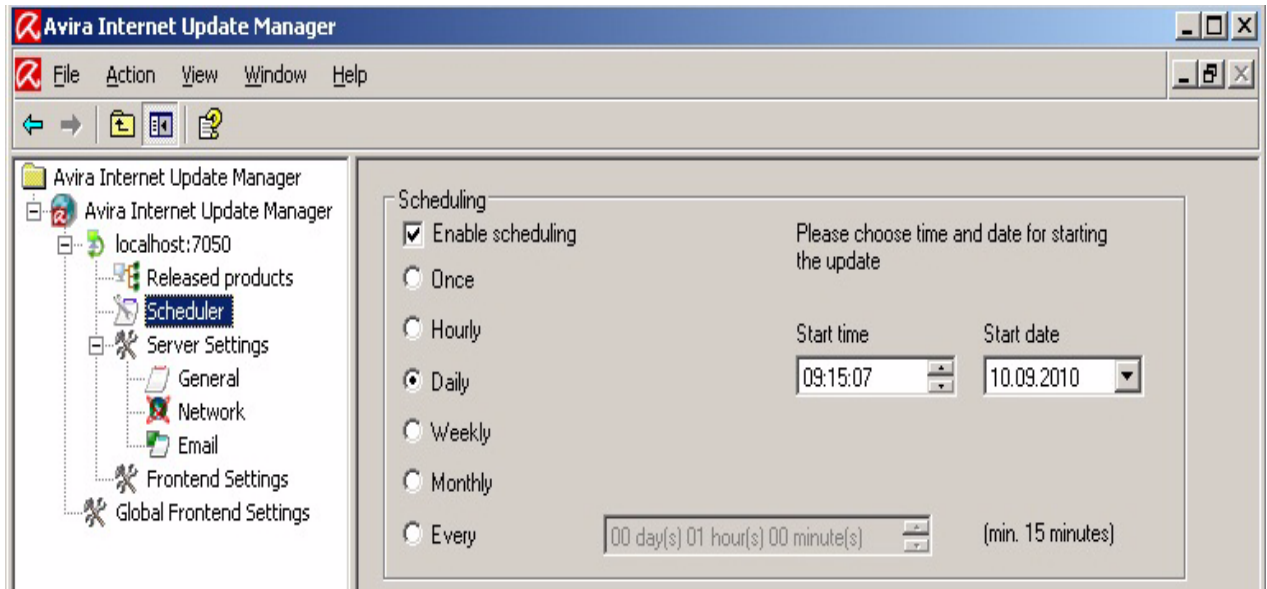 Avira Internet Update Manager
File Action View Window Help
Avira Internet Update Manager
Avira Internet Update Manager
localhost:7050
Released products
Scheduler
Server Settings
General
Network
Email
Frontend Settings
Global Frontend Settings
Scheduling
Enable scheduling
Once
Hourly
Daily
Weekly
Monthly
Every
00 day(s) 01 hour(s) 00 minute(s)
(min. 15 minutes)
Please choose time and date for starting
the update
Start time
Start date
09:15:07
10.09.2010